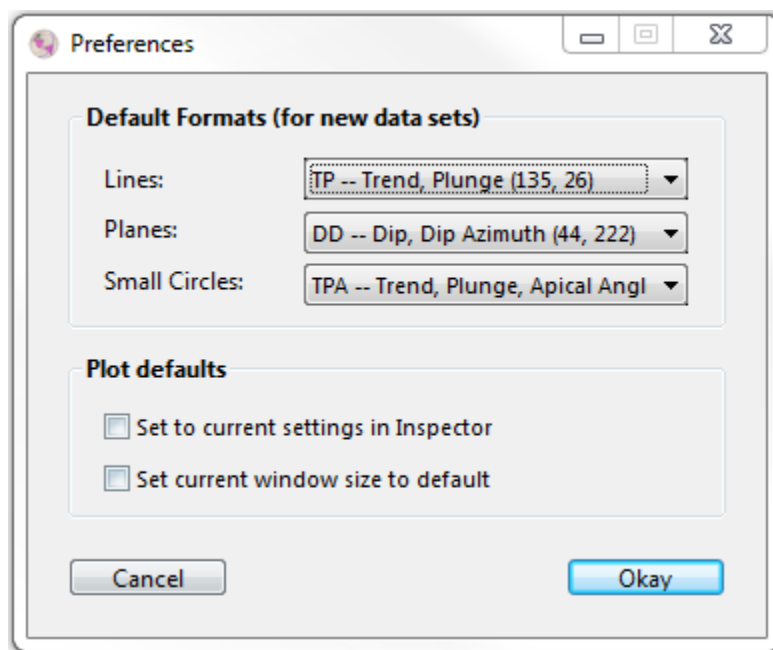 Preferences
Default Formats (for new data sets)
Lines:
TP -- Trend, Plunge (135, 26)
Planes:
DD -- Dip, Dip Azimuth (44, 222)
Small Circles:
TPA -- Trend, Plunge, Apical Angl
Plot defaults
Set to current settings in Inspector
Set current window size to default
Cancel
Okay